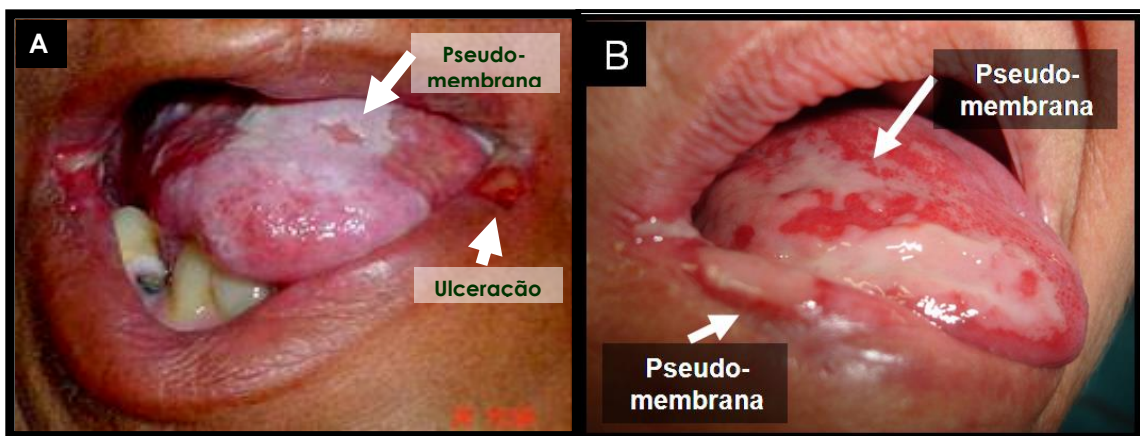 A
Pseudo-
membrana
Ulceracão
B
Pseudo-
membrana
Pseudo-
membrana